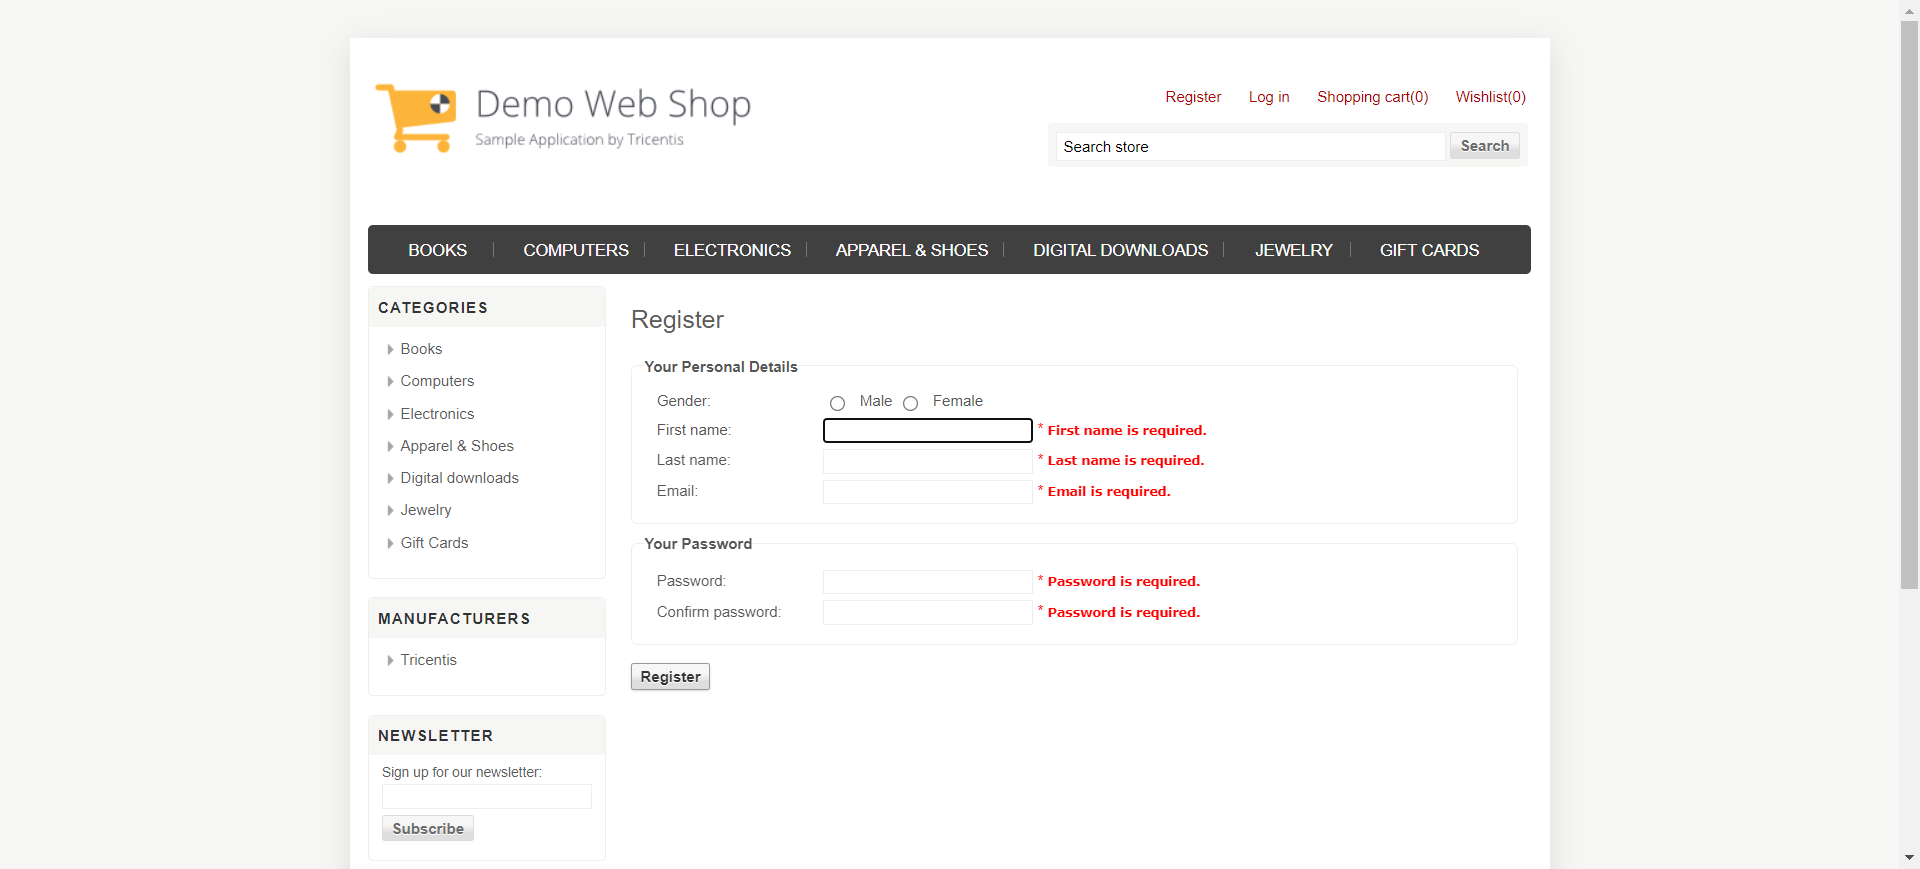 Demo Web Shop
Sample Application by Tricentis
Register Log in Shopping cart(0) Wishlist(0)
Search store Search
BOOKS COMPUTERS ELECTRONICS APPAREL & SHOES DIGITAL DOWNLOADS JEWELRY GIFT CARDS
CATEGORIES
Books
Computers
Electronics
Apparel & Shoes
Digital downloads
Jewelry
Gift Cards
MANUFACTURERS
Tricentis
NEWSLETTER
Sign up for our newsletter:
Subscribe
Register
Your Personal Details
Gender: Male Female
First name: * First name is required.
Last name: * Last name is required.
Email: * Email is required.
Your Password
Password: * Password is required.
Confirm password: * Password is required.
Register